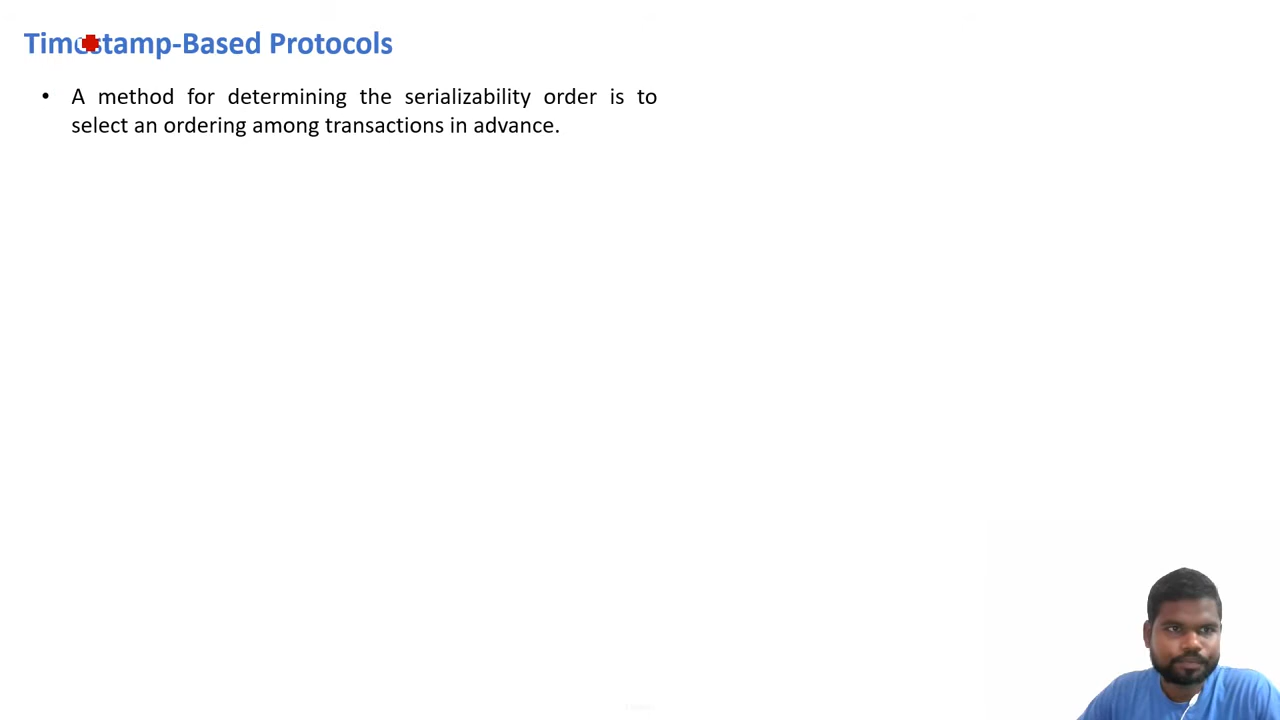 Timestamp-Based Protocols
• A method for determining the serializability order is to
select an ordering among transactions in advance.